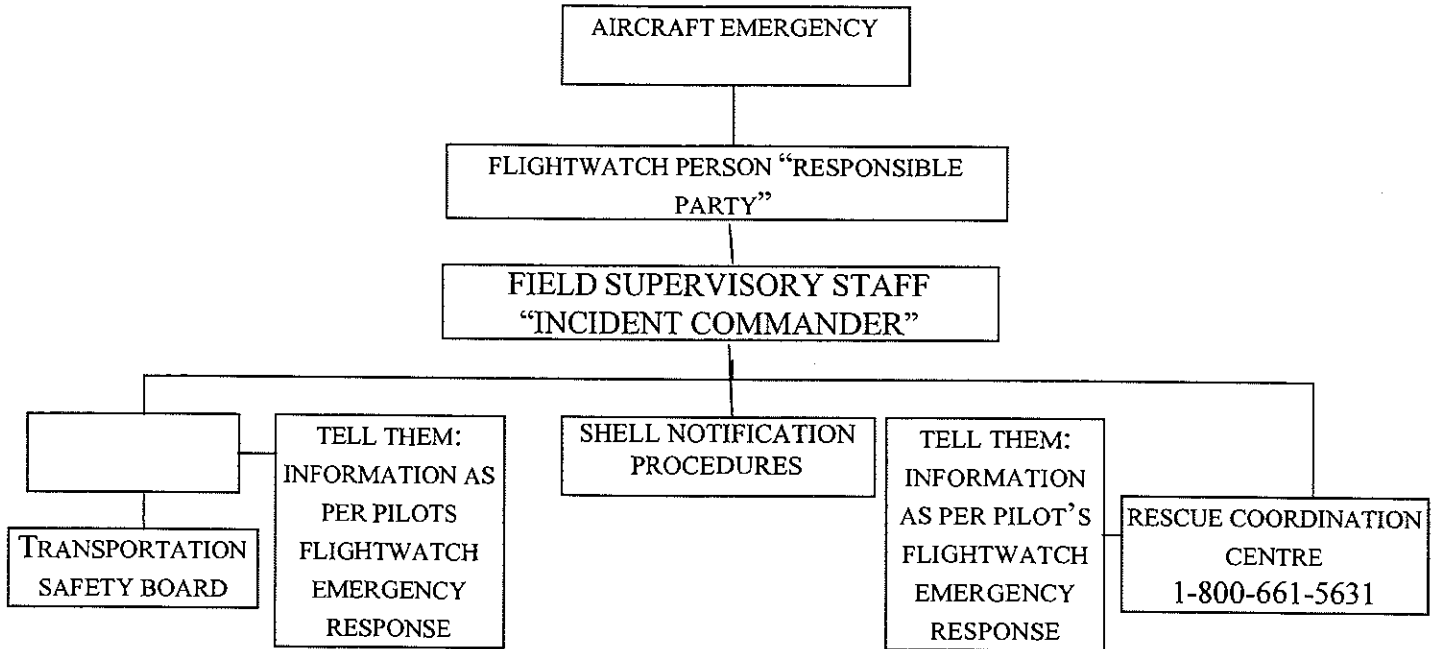 AIRCRAFT EMERGENCY
FLIGHTWATCH PERSON “RESPONSIBLE
PARTY”
FIELD SUPERVISORY STAFF
“INCIDENT COMMANDER”
TELL THEM:
INFORMATION AS
PER PILOTS
FLIGHTWATCH
EMERGENCY
RESPONSE
TRANSPORTATION
SAFETY BOARD
SHELL NOTIFICATION
PROCEDURES
TELL THEM:
INFORMATION
AS PER PILOT’S
FLIGHTWATCH
EMERGENCY
RESPONSE
RESCUE COORDINATION
CENTRE
1-800-661-5631